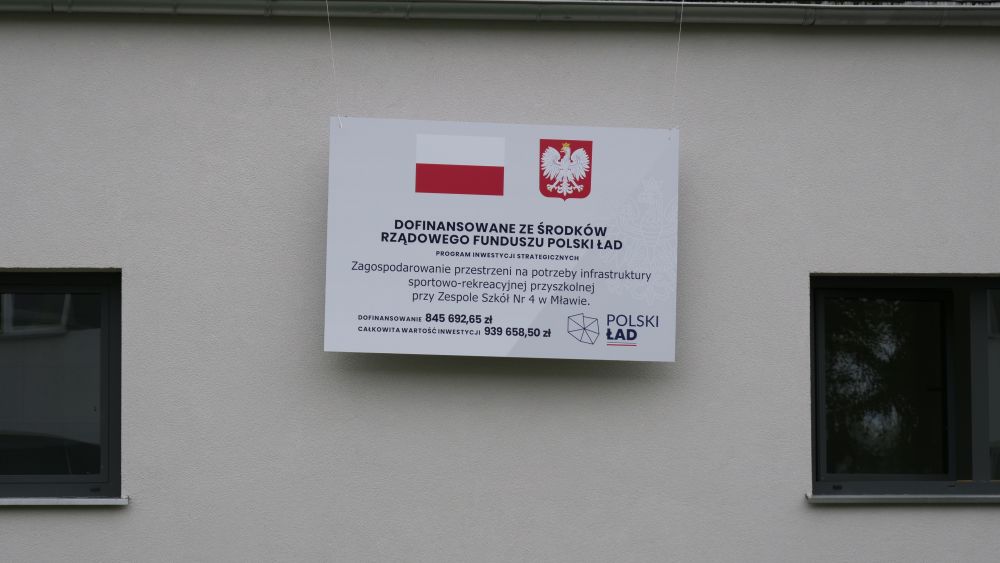 DOFINANSOWANE ZE ŚRODKÓW
RZĄDOWEGO FUNDUSZU POLSKI ŁAD
PROGRAM INWESTYCJI STRATEGICZNYCH
Zagospodarowanie przestrzeni na potrzeby infrastruktury
sportowo-rekreacyjnej przyszkolnej
przy Zespole Szkół Nr 4 w Mławie.
DOFINANSOWANIE 845 692,65 zł
CAŁKOWITA WARTOŚĆ INWESTYCJI 939 658,50 zł
POLSKI
ŁAD